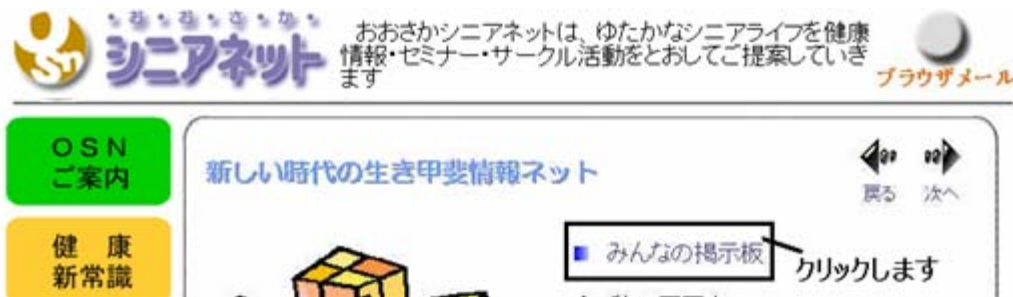 ・お・お・さ・か・
シニアネット
おおさかシニアネットは、ゆたかなシニアライフを健康
情報・セミナー・サークル活動をとおしてご提案していき
ます
ブラウザメール
OSN
ご案内
新しい時代の生き甲斐情報ネット
戻る 次へ
健 康
新常識
みんなの掲示板
クリックします